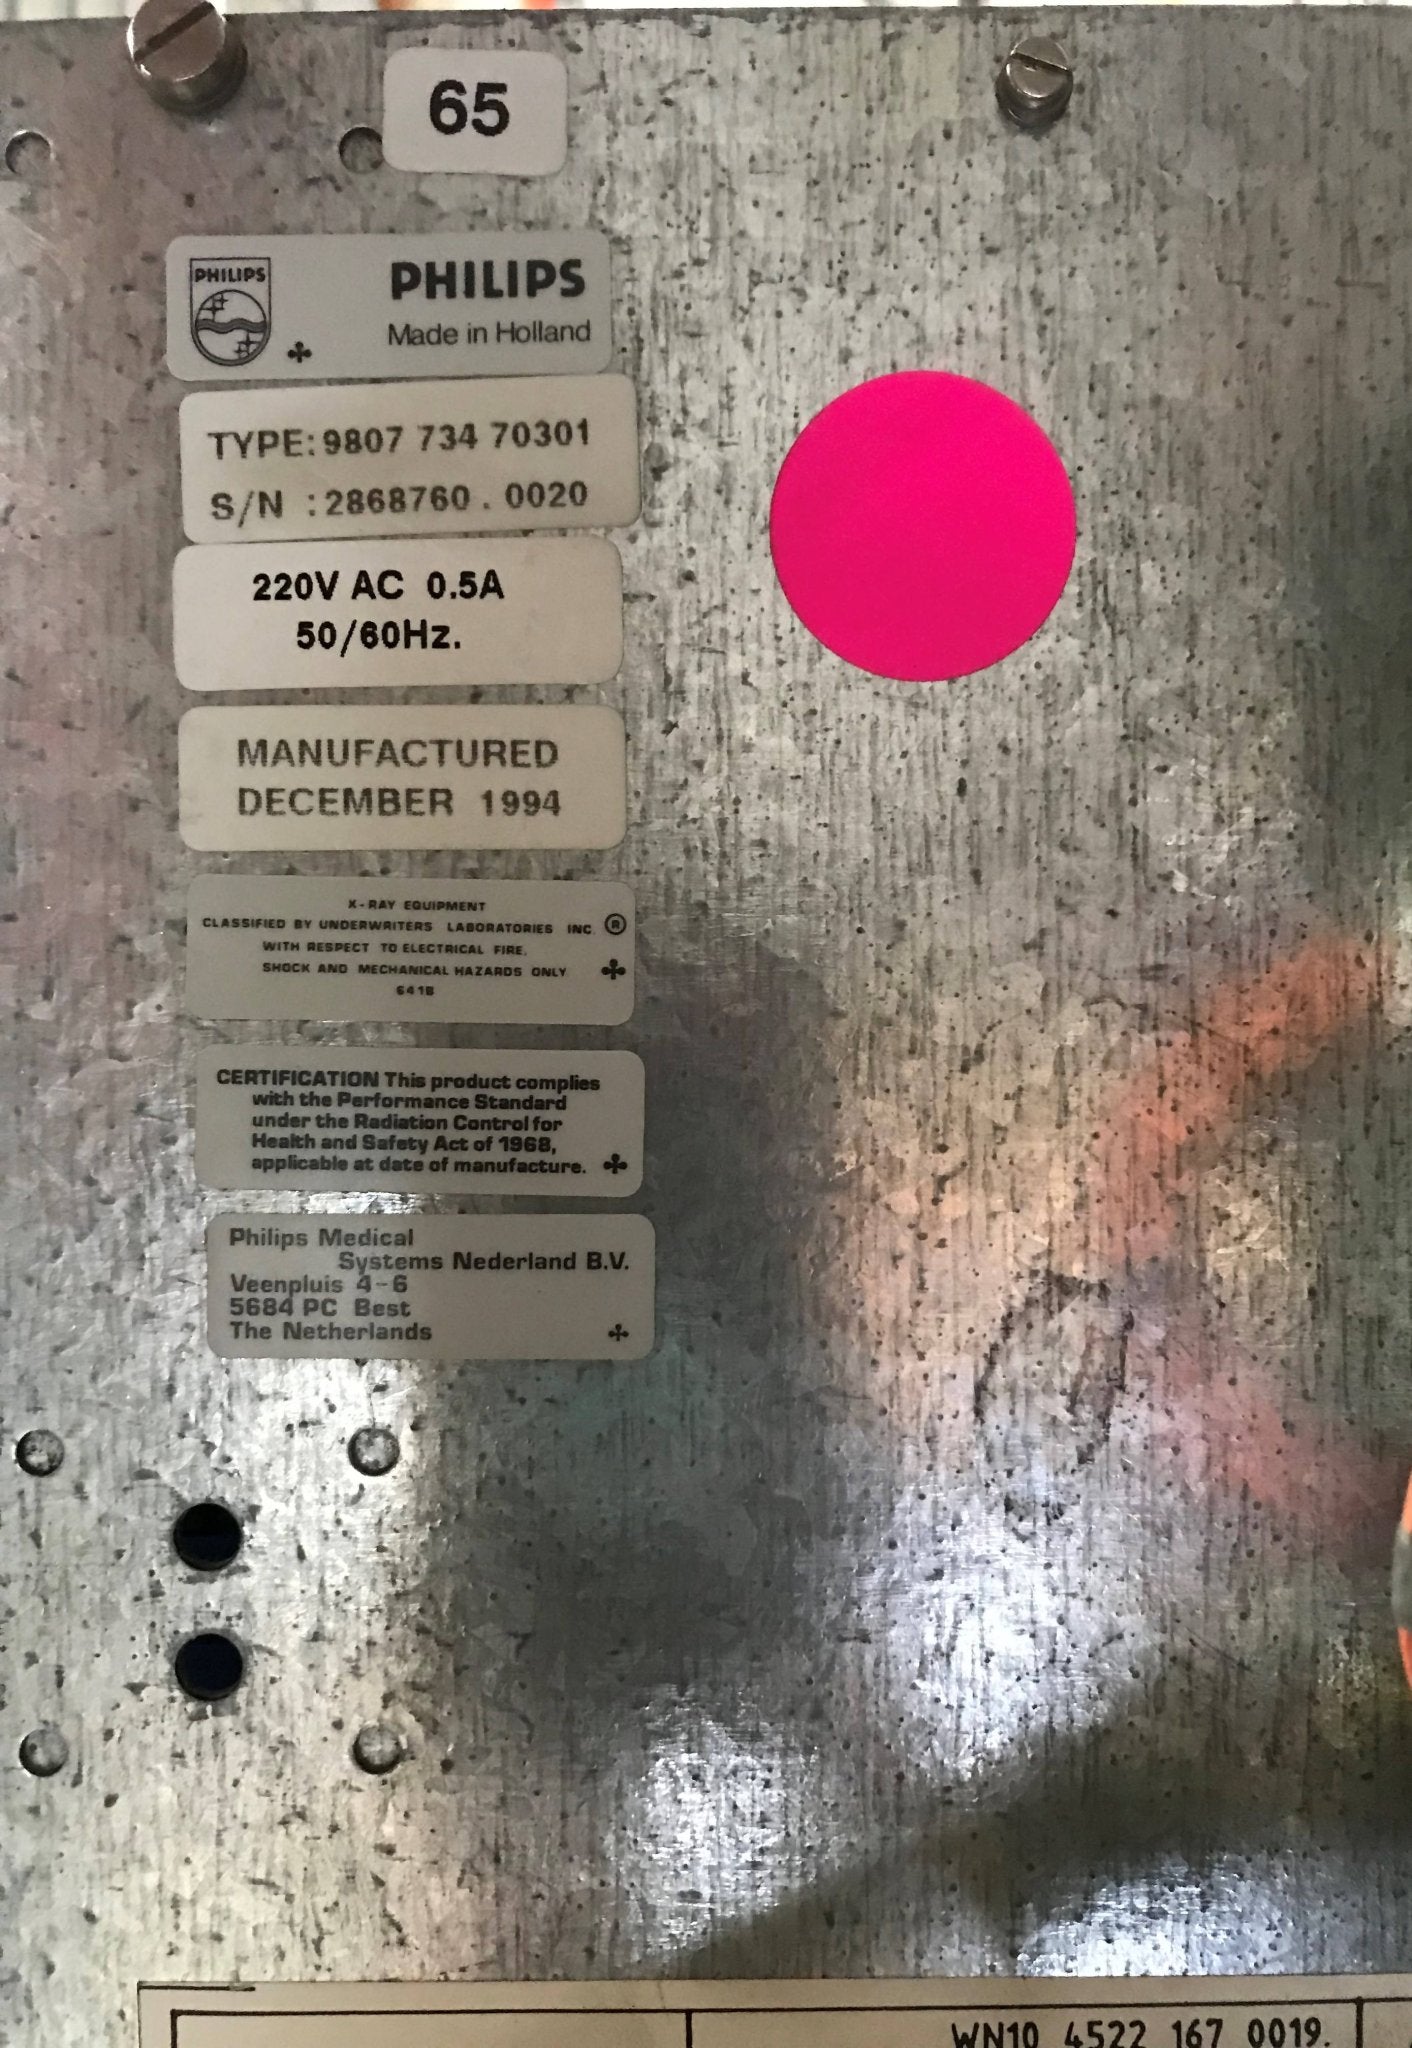 65
PHILIPS
PHILIPS
Made in Holland
TYPE: 9807 734 70301
S/N : 2868760 . 0020
220V AC 0.5A
50/60Hz.
MANUFACTURED
DECEMBER 1994
X-RAY EQUIPMENT
CLASSIFIED BY UNDERWRITERS LABORATORIES INC. ®
WITH RESPECT TO ELECTRICAL FIRE,
SHOCK AND MECHANICAL HAZARDS ONLY
641B
CERTIFICATION This product complies
with the Performance Standard
under the Radiation Control for
Health and Safety Act of 1968,
applicable at date of manufacture.
Philips Medical
Systems Nederland B.V.
Veenpluis 4-6
5684 PC Best
The Netherlands
WN10 4522 167 0019.